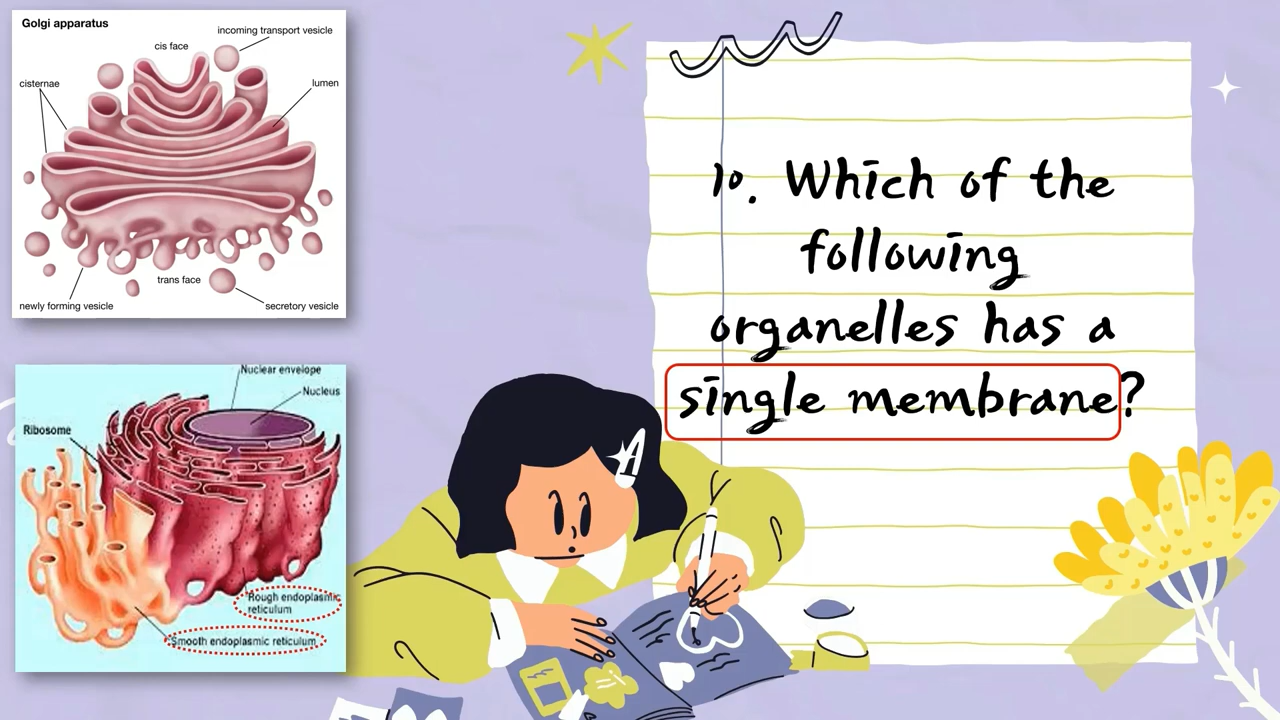 Golgi apparatus
incoming transport vesicle
cis face
cisternae
lumen
trans face
newly forming vesicle
secretory vesicle
Nuclear envelope
Nucleus
Ribosome
Rough endoplasmic
reticulum
Smooth endoplasmic reticulum
10. Which of the
following
organelles has a
single membrane?